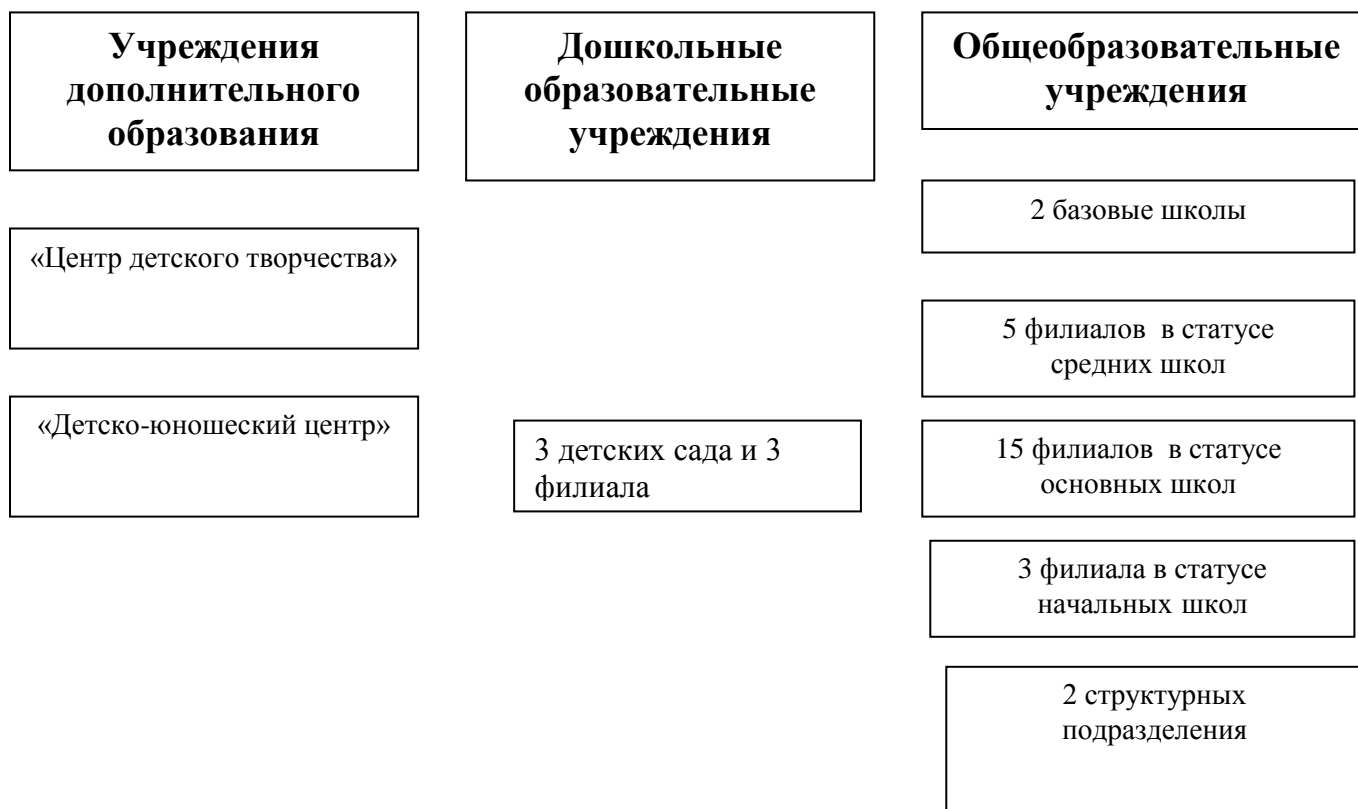 Учреждения
дополнительного
образования
«Центр детского творчества»
«Детско-юношеский центр»
Дошкольные
образовательные
учреждения
3 детских сада и 3
филиала
Общеобразовательные
учреждения
2 базовые школы
5 филиалов в статусе
средних школ
15 филиалов в статусе
основных школ
3 филиала в статусе
начальных школ
2 структурных
подразделения